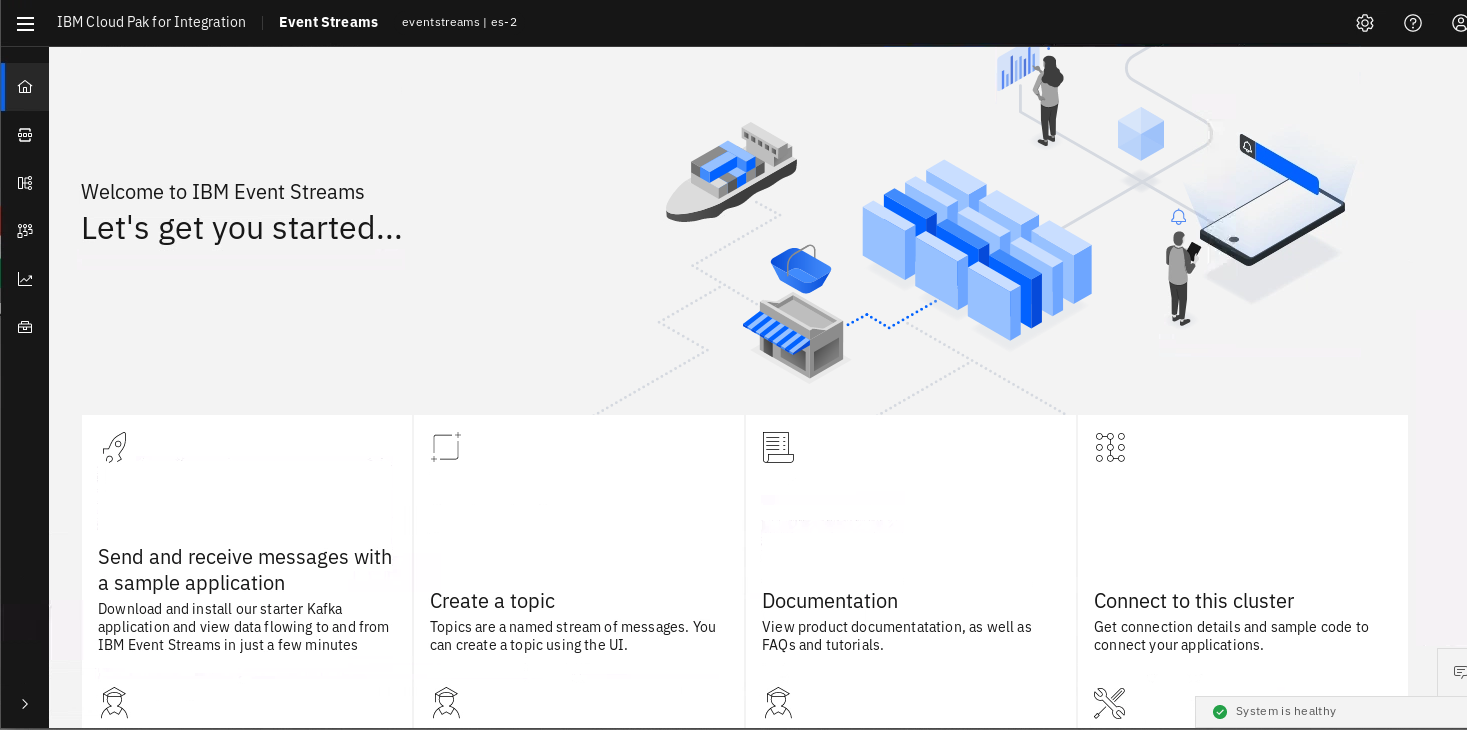 IBM Cloud Pak for Integration Event Streams eventstreams | es-2
Welcome to IBM Event Streams
Let's get you started...
Send and receive messages with
a sample application
Download and install our starter Kafka
application and view data flowing to and from
IBM Event Streams in just a few minutes
Create a topic
Topics are a named stream of messages. You
can create a topic using the UI.
Documentation
View product documentatation, as well as
FAQs and tutorials.
Connect to this cluster
Get connection details and sample code to
connect your applications.
System is healthy